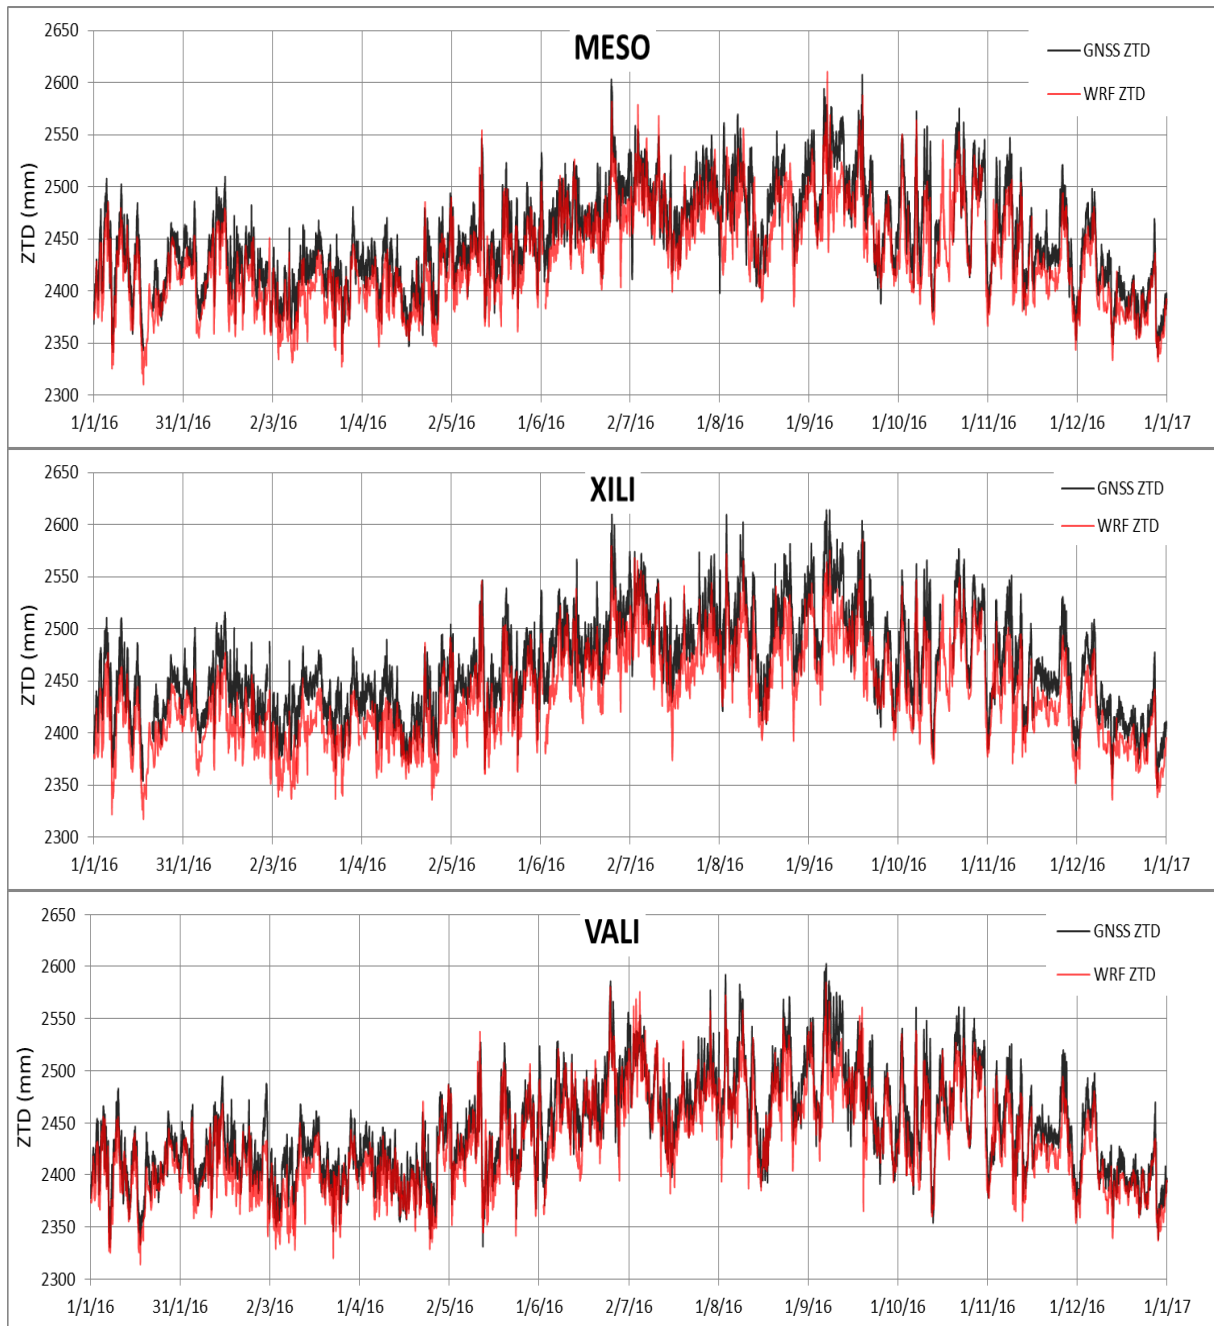 MESO
GNSS ZTD
WRF ZTD
ZTD (mm)
2650
2600
2550
2500
2450
2400
2350
2300
1/1/16 31/1/16 2/3/16 1/4/16 2/5/16 1/6/16 2/7/16 1/8/16 1/9/16 1/10/16 1/11/16 1/12/16 1/1/17
XILI
GNSS ZTD
WRF ZTD
ZTD (mm)
2650
2600
2550
2500
2450
2400
2350
2300
1/1/16 31/1/16 2/3/16 1/4/16 2/5/16 1/6/16 2/7/16 1/8/16 1/9/16 1/10/16 1/11/16 1/12/16 1/1/17
VALI
GNSS ZTD
WRF ZTD
ZTD (mm)
2650
2600
2550
2500
2450
2400
2350
2300
1/1/16 31/1/16 2/3/16 1/4/16 2/5/16 1/6/16 2/7/16 1/8/16 1/9/16 1/10/16 1/11/16 1/12/16 1/1/17